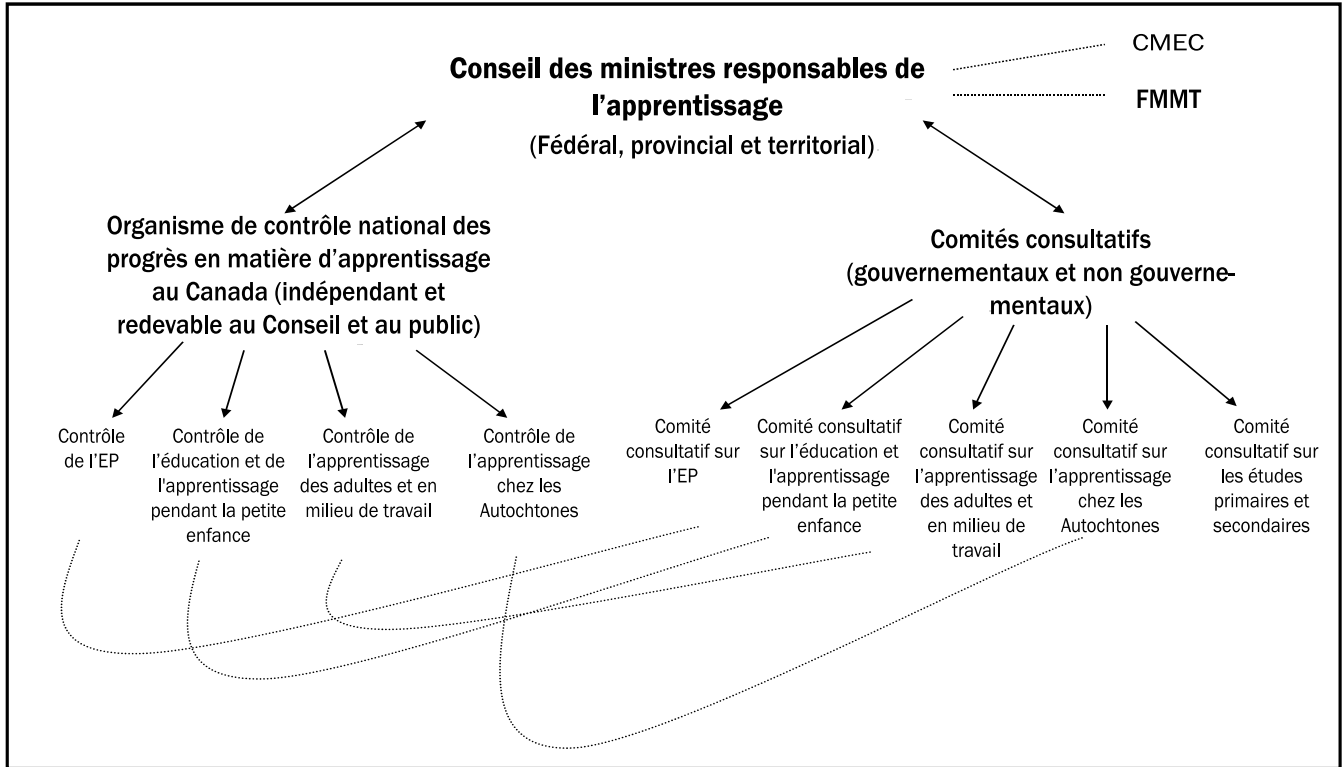 Conseil des ministres responsables de
l'apprentissage
(Fédéral, provincial et territorial)
CMEC
FMMT
Organisme de contrôle national des
progrès en matière d'apprentissage
au Canada (indépendant et
redevable au Conseil et au public)
Comités consultatifs
(gouvernementaux et non gouverne-
mentaux)
Contrôle
de l'EP
Contrôle de
l'éducation et de
l'apprentissage
pendant la petite
enfance
Contrôle de
l'apprentissage
des adultes et en
milieu de travail
Contrôle de
l'apprentissage
chez les
Autochtones
Comité
consultatif sur
l'EP
Comité consultatif
sur l'éducation et
l'apprentissage
pendant la petite
enfance
Comité
consultatif sur
l'apprentissage
des adultes et
en milieu de
travail
Comité
consultatif sur
l'apprentissage
chez les
Autochtones
Comité
consultatif sur
les études
primaires et
secondaires